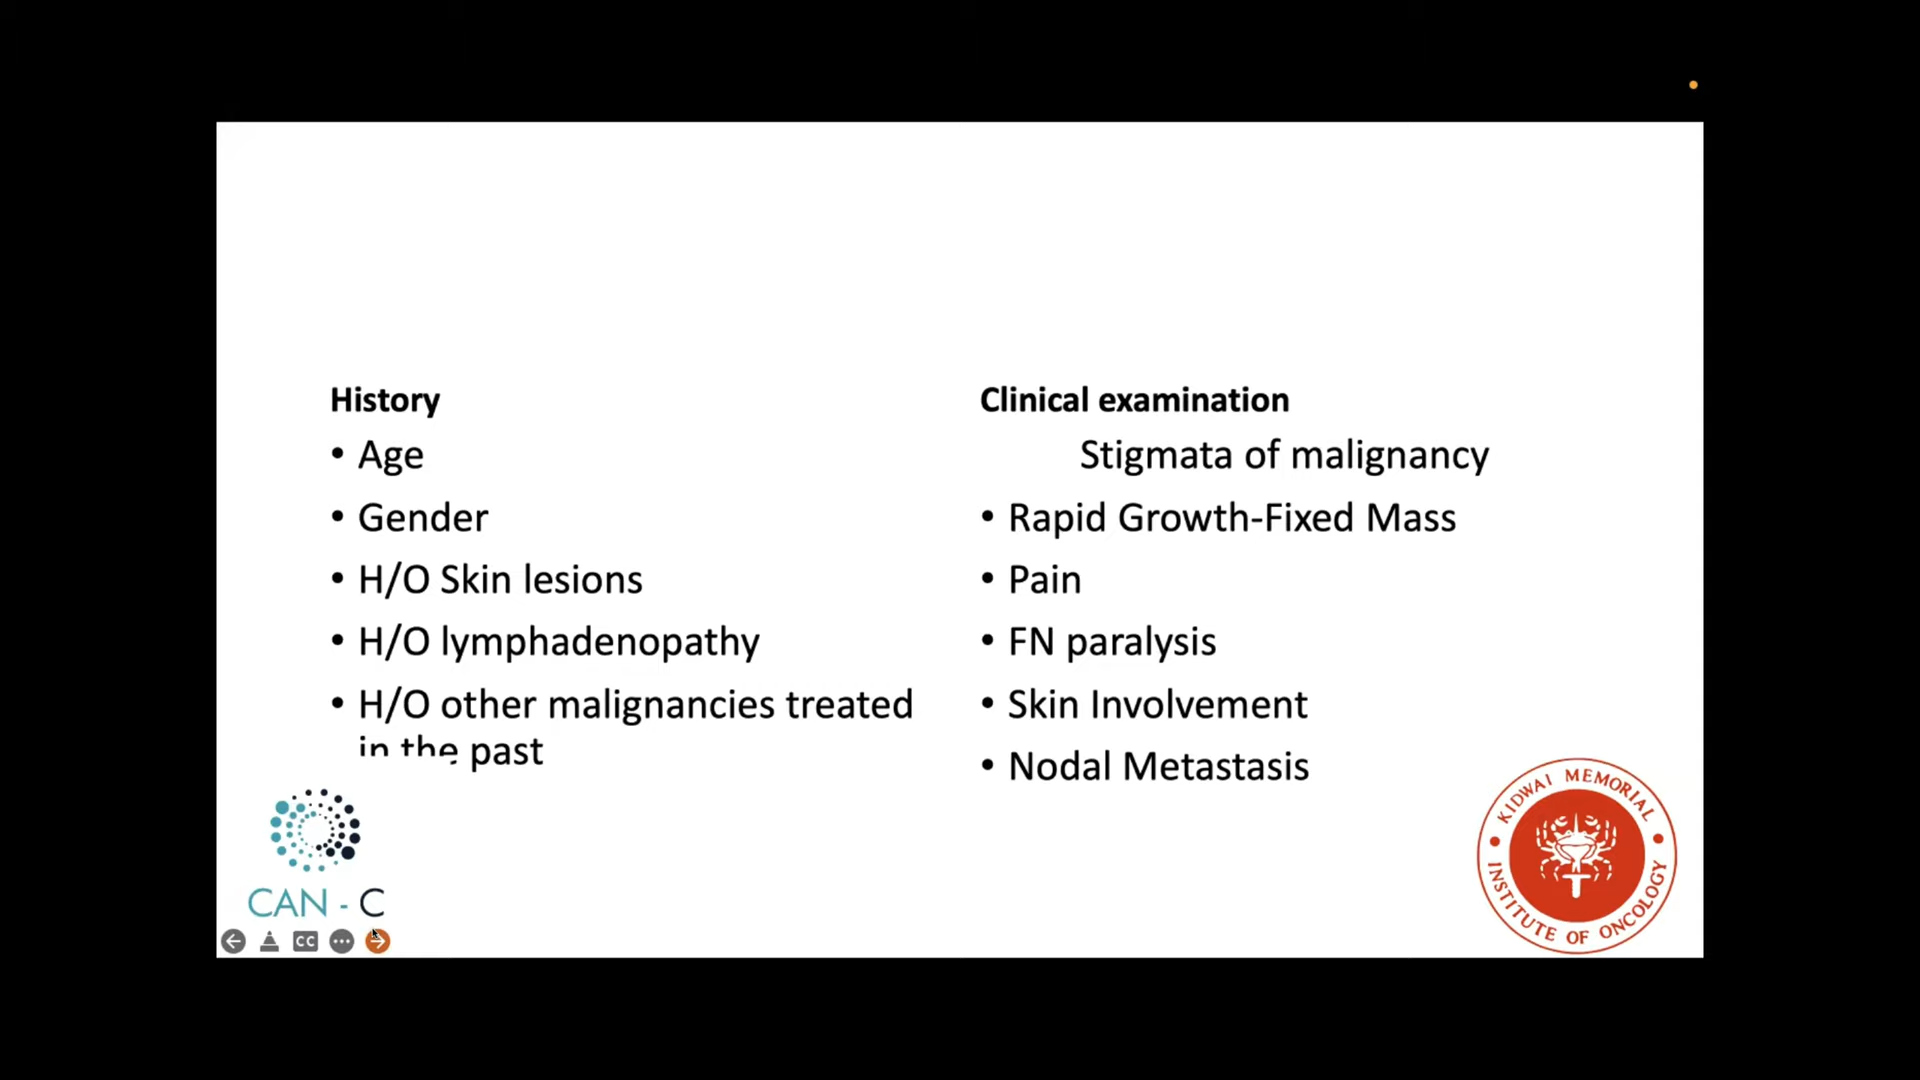 History
• Age
• Gender
• H/O Skin lesions
• H/O lymphadenopathy
• H/O other malignancies treated
in the past
Clinical examination
Stigmata of malignancy
• Rapid Growth-Fixed Mass
• Pain
• FN paralysis
• Skin Involvement
• Nodal Metastasis
CAN - C
CC
KIDWAI MEMORIAL
INSTITUTE OF ONCOLOGY